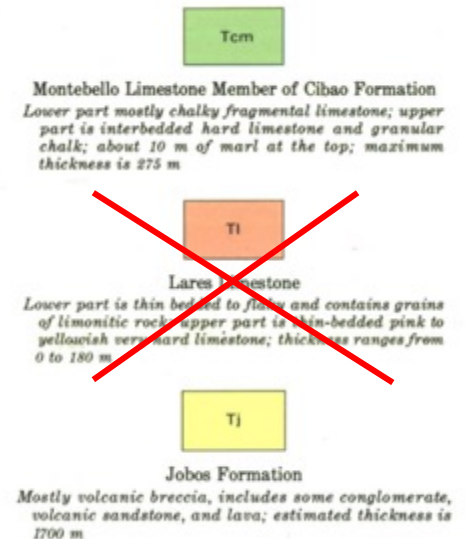 Tcm
Montebello Limestone Member of Cibao Formation
Lower part mostly chalky fragmental limestone; upper
part is interbedded hard limestone and granular
chalk; about 10 m of marl at the top; maximum
thickness is 275 m
Tl
Lares Limestone
Lower part is thin bedded to flaky and contains grains
of limonitic rock; upper part is thin-bedded pink to
yellowish very hard limestone; thickness ranges from
0 to 180 m
Tj
Jobos Formation
Mostly volcanic breccia, includes some conglomerate,
volcanic sandstone, and lava; estimated thickness is
1700 m